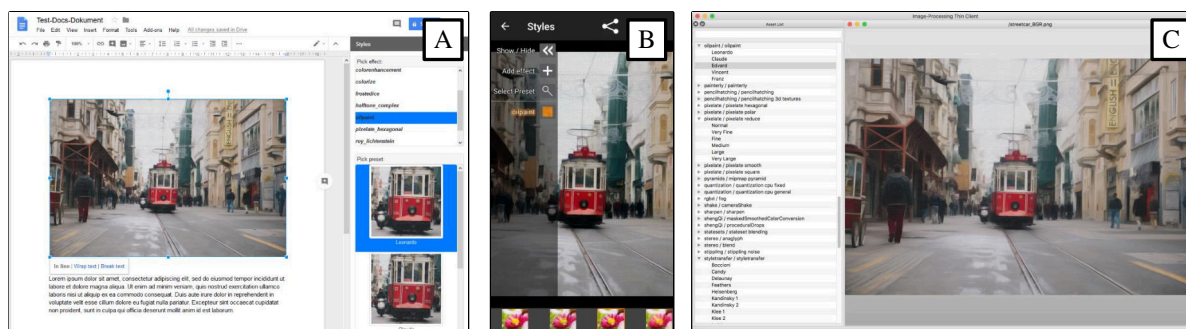 Test-Docs-Dokument
File Edit View Insert Format Tools Add-ons Help All changes saved in Drive
100%
Styles
A
Pick effect:
colorenhancement
colorize
frostedice
halftone_complex
oilpaint
pixelate_hexagonal
roy_lichtenstein
Pick preset:
Leonardo
In line | Wrap text | Break text
Lorem ipsum dolor sit amet, consectetur adipiscing elit, sed do eiusmod tempor incididunt ut
labore et dolore magna aliqua. Ut enim ad minim veniam, quis nostrud exercitation ullamco
laboris nisi ut aliquip ex ea commodo consequat. Duis aute irure dolor in reprehenderit in
voluptate velit esse cillum dolore eu fugiat nulla pariatur. Excepteur sint occaecat cupidatat
non proident, sunt in culpa qui officia deserunt mollit anim id est laborum.
Styles
B
Show / Hide
Add effect
Select Preset
oilpaint
Image-Processing Thin Client
Asset List
/streetcar_BSR.png
C
oilpaint / oilpaint
Leonardo
Claude
Edvard
Vincent
Franz
painterly / painterly
pencilhatching / pencilhatching
pencilhatching / pencilhatching 3d textures
pixelate / pixelate hexagonal
pixelate / pixelate polar
pixelate / pixelate reduce
Normal
Very Fine
Fine
Medium
Large
Very Large
pixelate / pixelate smooth
pixelate / pixelate square
pyramids / mipmap pyramid
quantization / quantization cpu fixed
quantization / quantization cpu general
rgbd / fog
shake / cameraShake
sharpen / sharpen
shengQi / maskedSmoothedColorConversion
shengQi / proceduralDrops
statesets / stateset blending
stereo / anaglyph
stereo / blend
stippling / stippling noise
styletransfer / styletransfer
Boccioni
Candy
Delaunay
Feathers
Heisenberg
Kandinsky 1
Kandinsky 2
Klee 1
Klee 2
ENGLISH